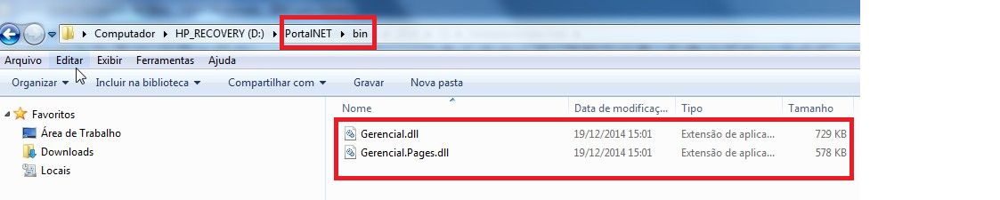 Computador HP_RECOVERY (D:) PortalNET bin
Arquivo Editar Exibir Ferramentas Ajuda
Organizar Incluir na biblioteca Compartilhar com Gravar Nova pasta
Favoritos
Área de Trabalho
Downloads
Locais
Nome Data de modificaç... Tipo Tamanho
Gerencial.dll 19/12/2014 15:01 Extensão de aplica... 729 KB
Gerencial.Pages.dll 19/12/2014 15:01 Extensão de aplica... 578 KB